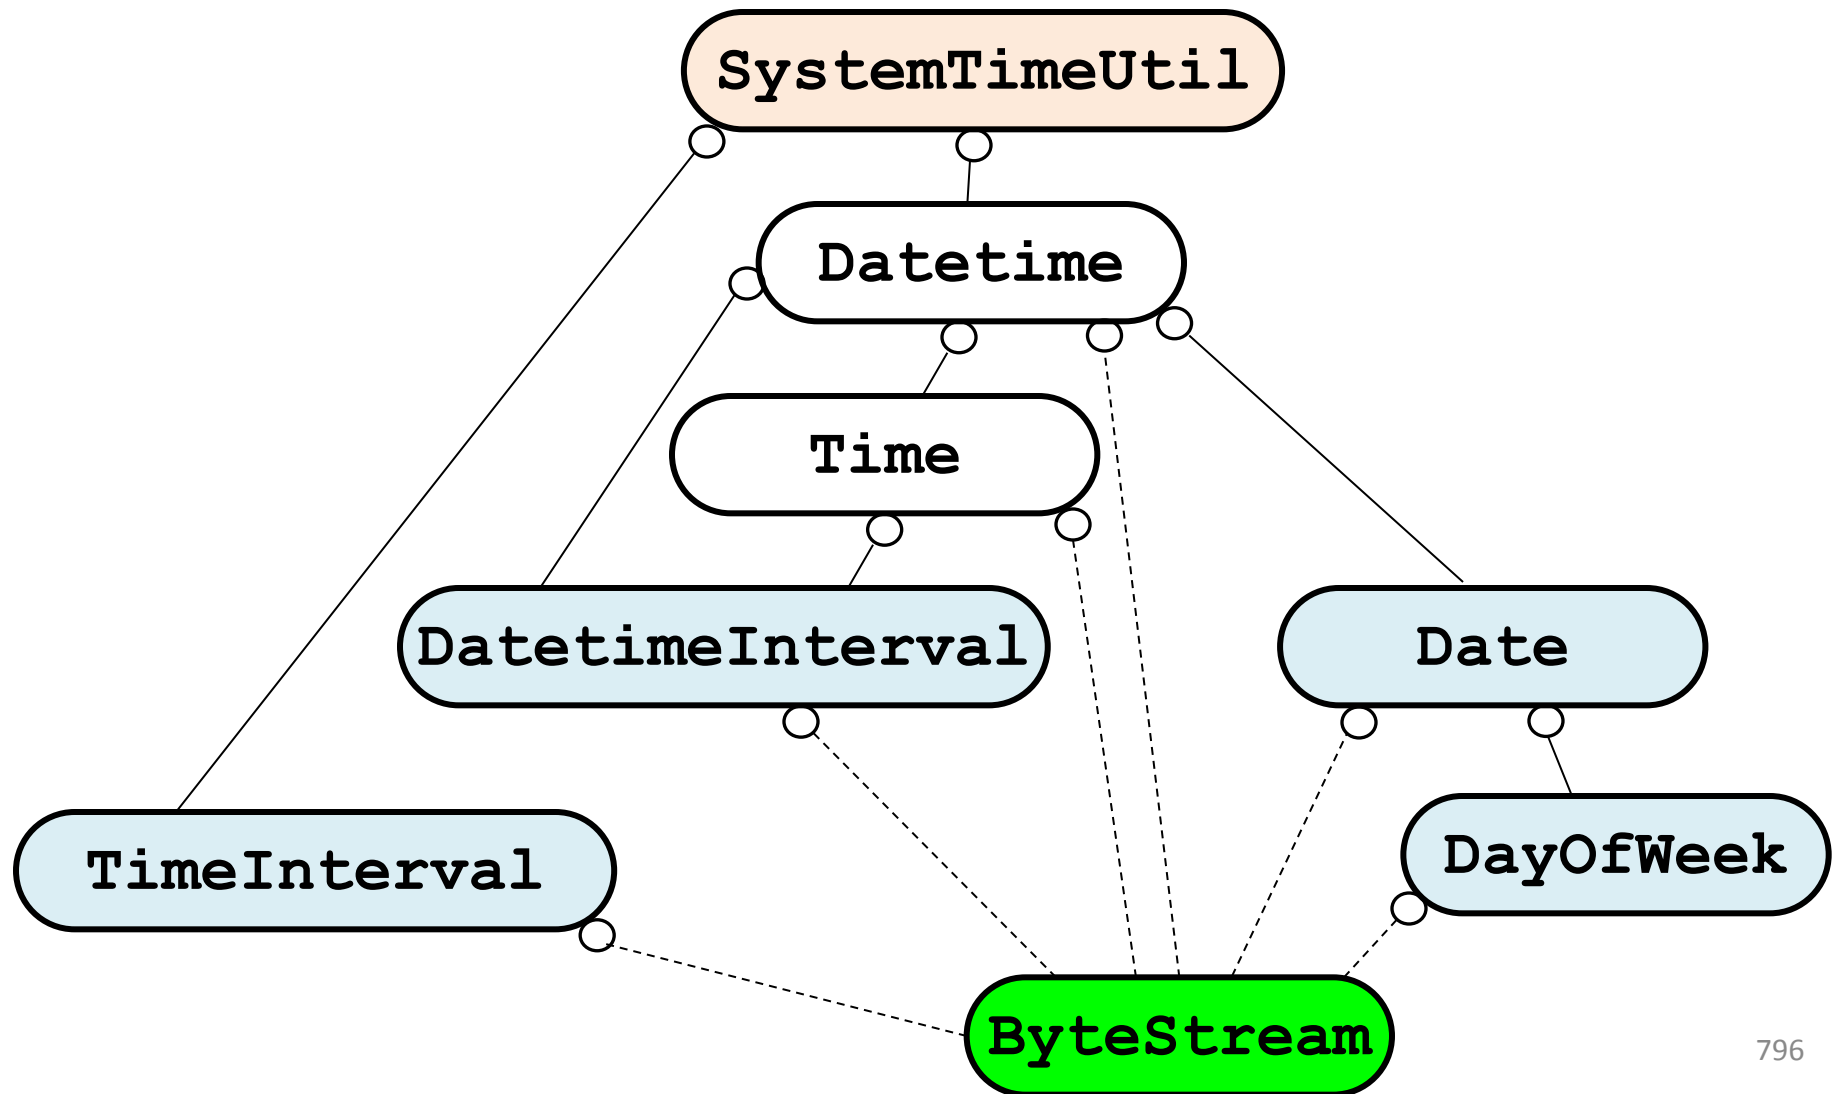 SystemTimeUtil
Datetime
Time
DatetimeInterval
Date
TimeInterval
DayOfWeek
ByteStream
796